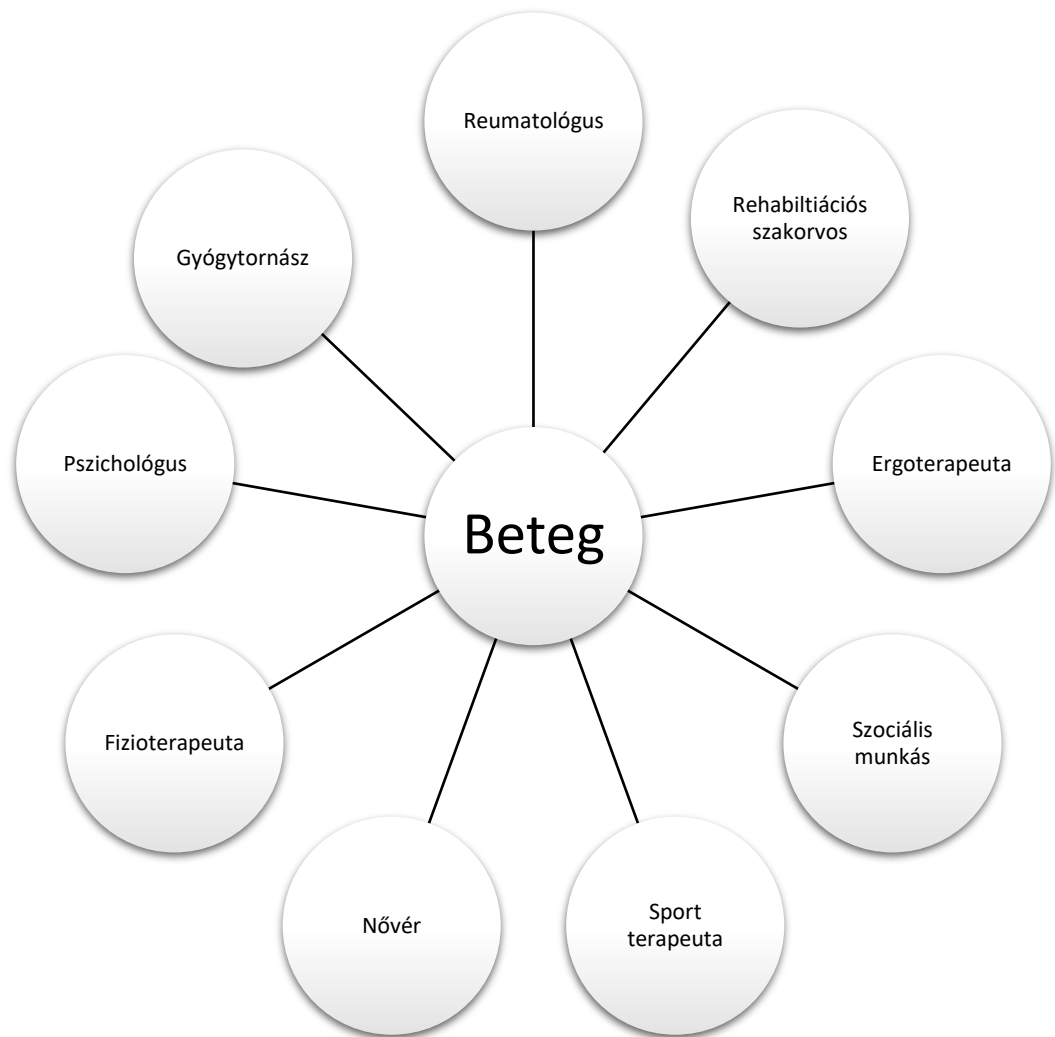 Reumatológus
Rehabiltiációs
szakorvos
Gyógytornász
Pszichológus
Ergoterapeuta
Beteg
Fizioterapeuta
Szociális
munkás
Nővér
Sport
terapeuta